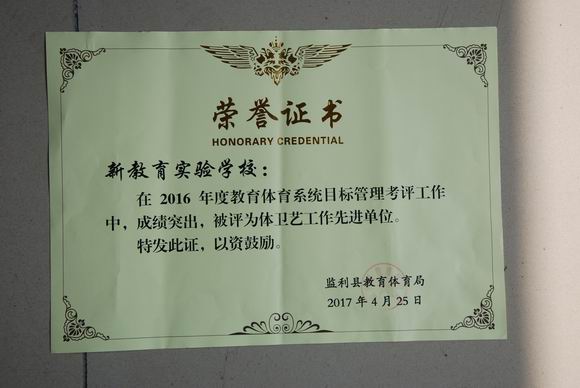 荣誉证书
HONORARY CREDENTIAL
新教育实验学校：
在 2016 年度教育体育系统目标管理考评工作
中，成绩突出，被评为体卫艺工作先进单位。
特发此证，以资鼓励。
监利县教育体育局
2017 年 4 月 25 日